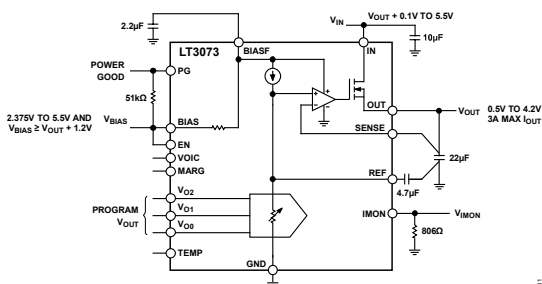 2.2µF
VIN
VOUT + 0.1V TO 5.5V
10µF
LT3073
BIASF
IN
POWER
GOOD
PG
51kΩ
OUT
VOUT
0.5V TO 4.2V
3A MAX IOUT
2.375V TO 5.5V AND
VBIAS ≥ VOUT + 1.2V
VBIAS
BIAS
SENSE
EN
VOIC
MARG
22µF
REF
4.7µF
PROGRAM
VOUT
VO2
VO1
VO0
IMON
VIMON
806Ω
TEMP
GND